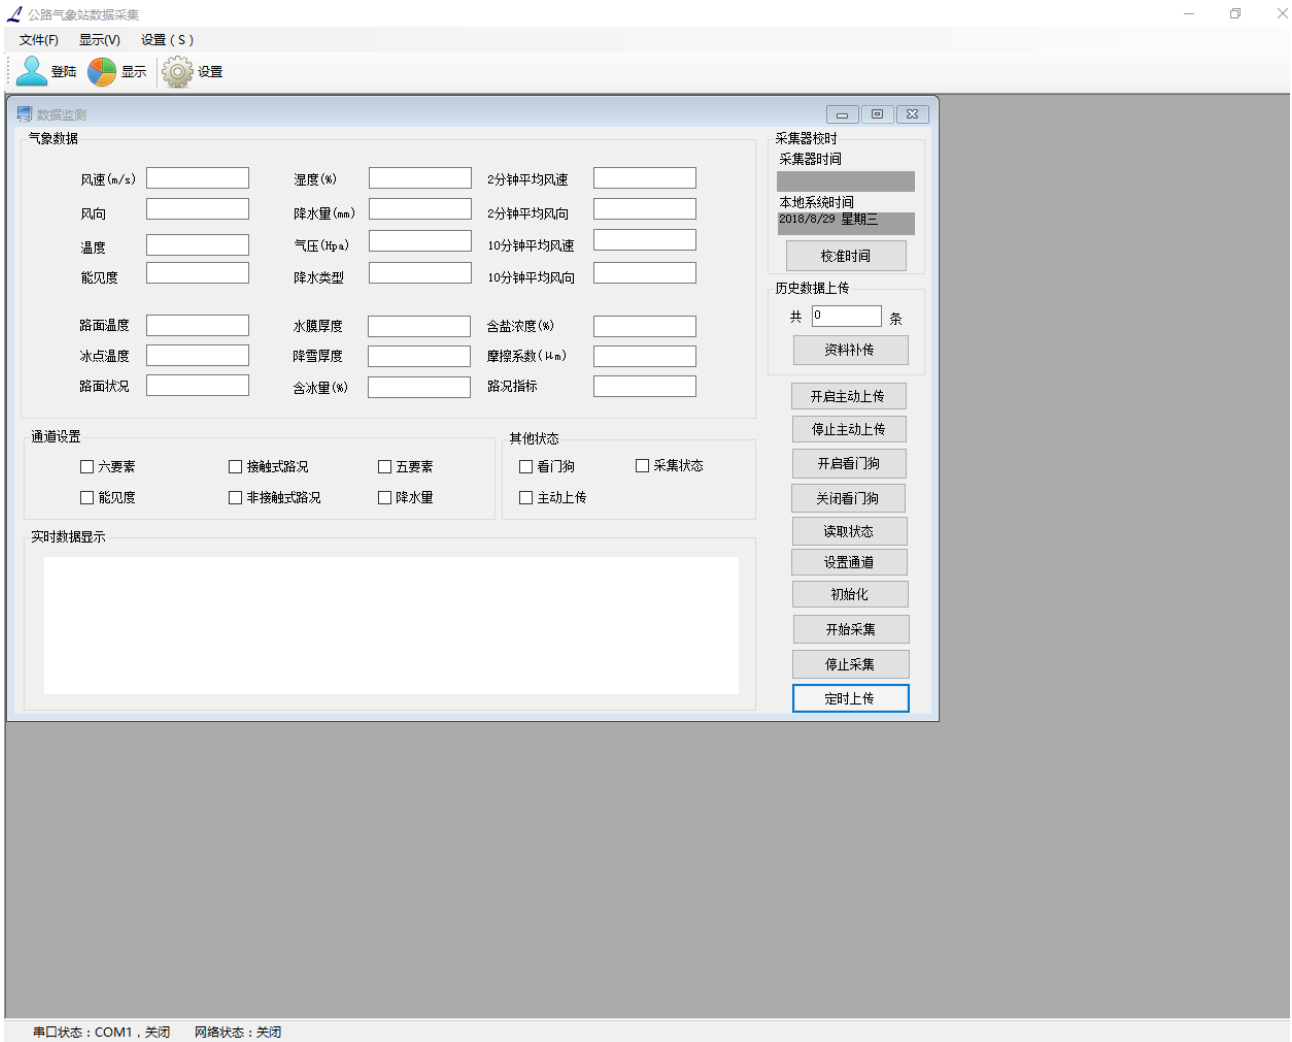 公路气象站数据采集
文件(F) 显示(V) 设置 ( S )
登陆 显示 设置
数据监测
气象数据
风速(m/s) 湿度(%) 2分钟平均风速
风向 降水量(mm) 2分钟平均风向
温度 气压(Hpa) 10分钟平均风速
能见度 降水类型 10分钟平均风向
路面温度 水膜厚度 含盐浓度(%)
冰点温度 降雪厚度 摩擦系数(μm)
路面状况 含冰量(%) 路况指标
采集器校时
采集器时间
本地系统时间
2018/8/29 星期三
校准时间
历史数据上传
共 0 条
资料补传
开启主动上传
停止主动上传
开启看门狗
关闭看门狗
读取状态
设置通道
初始化
开始采集
停止采集
定时上传
通道设置
六要素 接触式路况 五要素
能见度 非接触式路况 降水量
其他状态
看门狗 采集状态
主动上传
实时数据显示
串口状态：COM1，关闭 网络状态：关闭